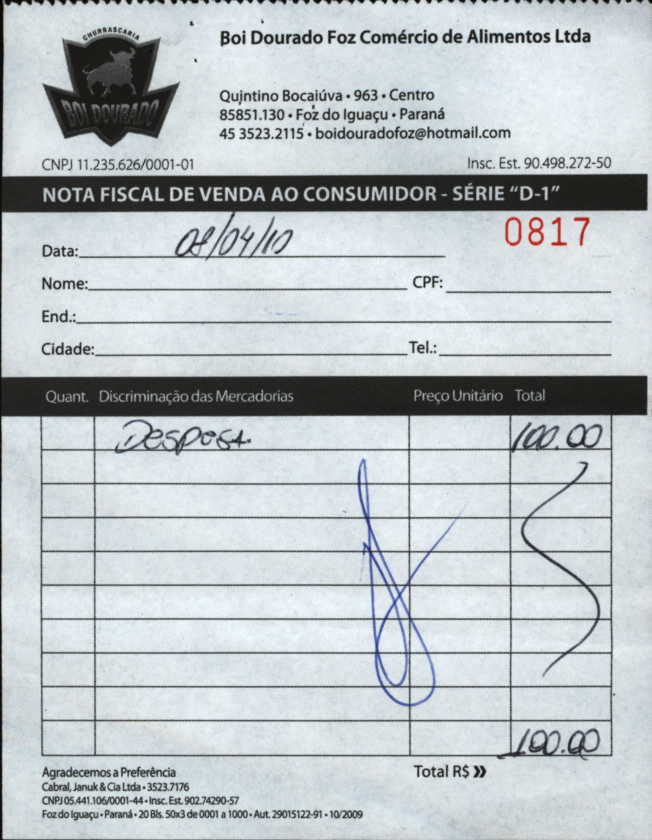 CHURRASCARIA
BOI DOURADO
Boi Dourado Foz Comércio de Alimentos Ltda
Quintino Bocaiúva • 963 • Centro
85851.130 • Foz do Iguaçu • Paraná
45 3523.2115 • boidouradofoz@hotmail.com
CNPJ 11.235.626/0001-01 Insc. Est. 90.498.272-50
NOTA FISCAL DE VENDA AO CONSUMIDOR - SÉRIE “D-1”
0817
Data: 08/04/10
Nome: CPF:
End.:
Cidade: Tel.:
Quant. Discriminação das Mercadorias Preço Unitário Total
Despesa 100.00
100.00
Agradecemos a Preferência Total R$ »
Cabral, Januk & Cia Ltda • 3523.7176
CNPJ 05.441.106/0001-44 • Insc. Est. 902.74290-57
Foz do Iguaçu • Paraná • 20 Bls. 50x3 de 0001 a 1000 • Aut. 29015122-91 • 10/2009